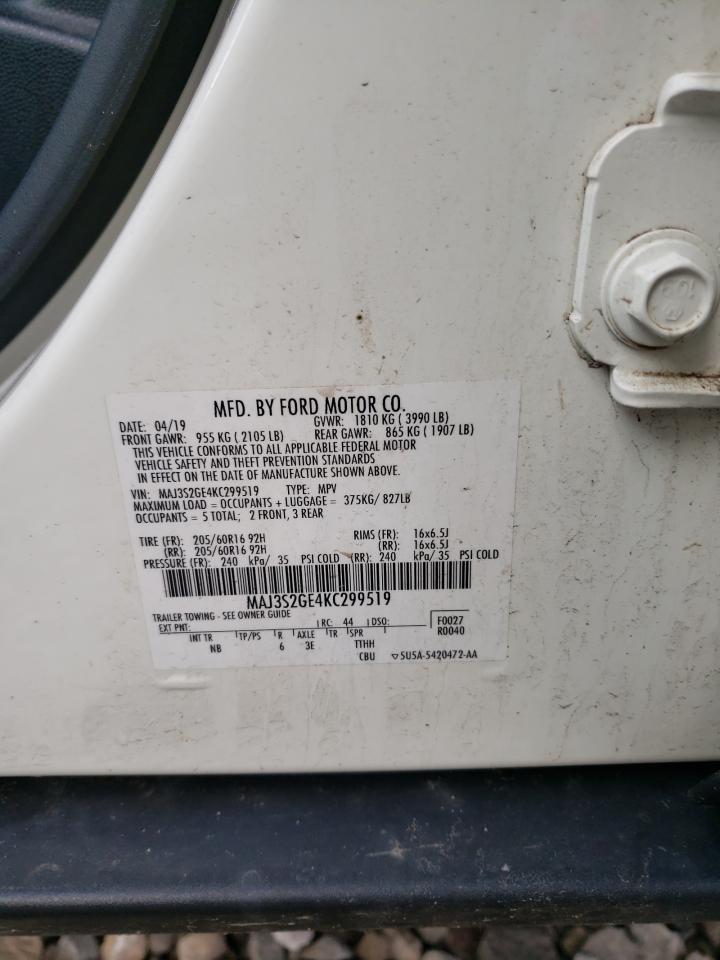 MFD. BY FORD MOTOR CO.
DATE: 04/19 GVWR: 1810 KG ( 3990 LB)
FRONT GAWR: 955 KG ( 2105 LB) REAR GAWR: 865 KG ( 1907 LB)
THIS VEHICLE CONFORMS TO ALL APPLICABLE FEDERAL MOTOR
VEHICLE SAFETY AND THEFT PREVENTION STANDARDS
IN EFFECT ON THE DATE OF MANUFACTURE SHOWN ABOVE.
VIN: MAJ3S2GE4KC299519 TYPE: MPV
MAXIMUM LOAD = OCCUPANTS + LUGGAGE = 375KG/ 827LB
OCCUPANTS = 5 TOTAL; 2 FRONT, 3 REAR
TIRE (FR): 205/60R16 92H RIMS (FR): 16x6.5J
(RR): 205/60R16 92H (RR): 16x6.5J
PRESSURE (FR): 240 kPa/ 35 PSI COLD (RR): 240 kPa/ 35 PSI COLD
MAJ3S2GE4KC299519
TRAILER TOWING - SEE OWNER GUIDE
EXT PNT: RC: 44 DSO: F0027
R0040
INT TR TP/PS R AXLE TR SPR
NB 6 3E TTHH
CBU ▽SU5A-5420472-AA